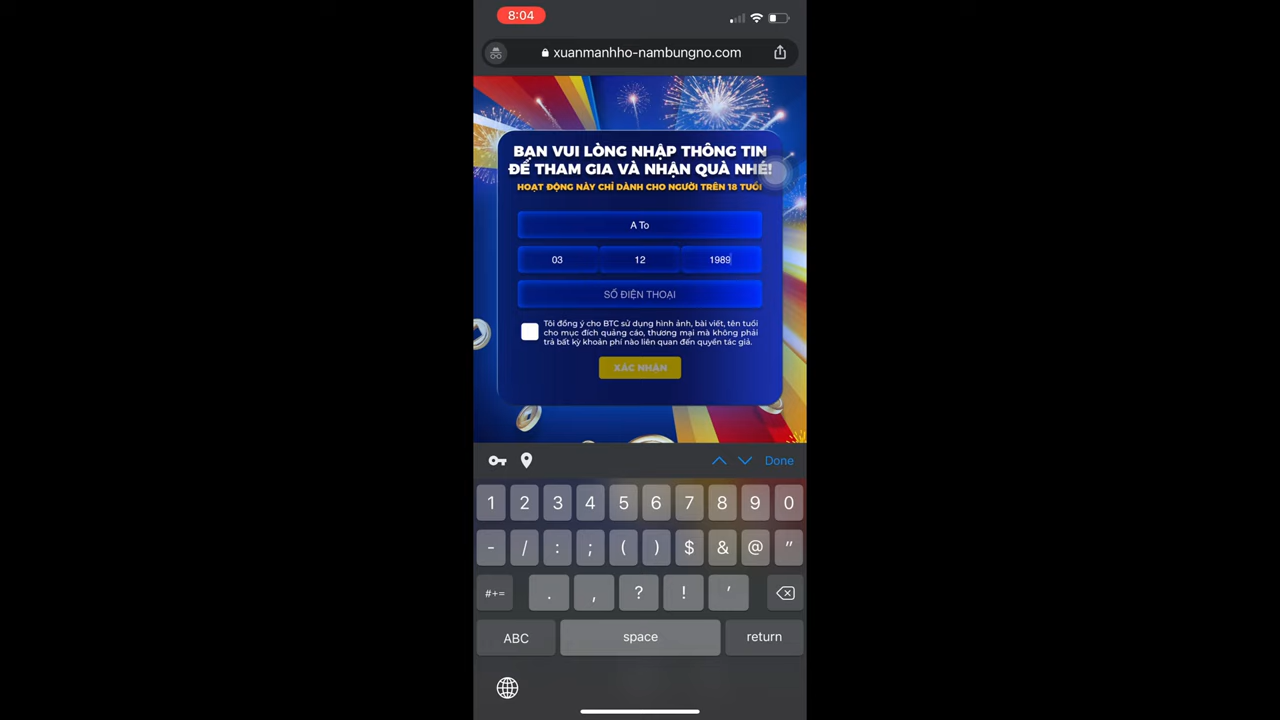 8:04
xuanmanhho-nambungno.com
BẠN VUI LÒNG NHẬP THÔNG TIN
ĐỂ THAM GIA VÀ NHẬN QUÀ NHÉ!
HOẠT ĐỘNG NÀY CHỈ DÀNH CHO NGƯỜI TRÊN 18 TUỔI
A To
03 12 1989
SỐ ĐIỆN THOẠI
Tôi đồng ý cho BTC sử dụng hình ảnh, bài viết, tên tuổi
cho mục đích quảng cáo, thương mại mà không phải
trả bất kỳ khoản phí nào liên quan đến quyền tác giả.
XÁC NHẬN
Done
1 2 3 4 5 6 7 8 9 0
- / : ; ( ) $ & @ "
#+= . , ? ! '
ABC space return